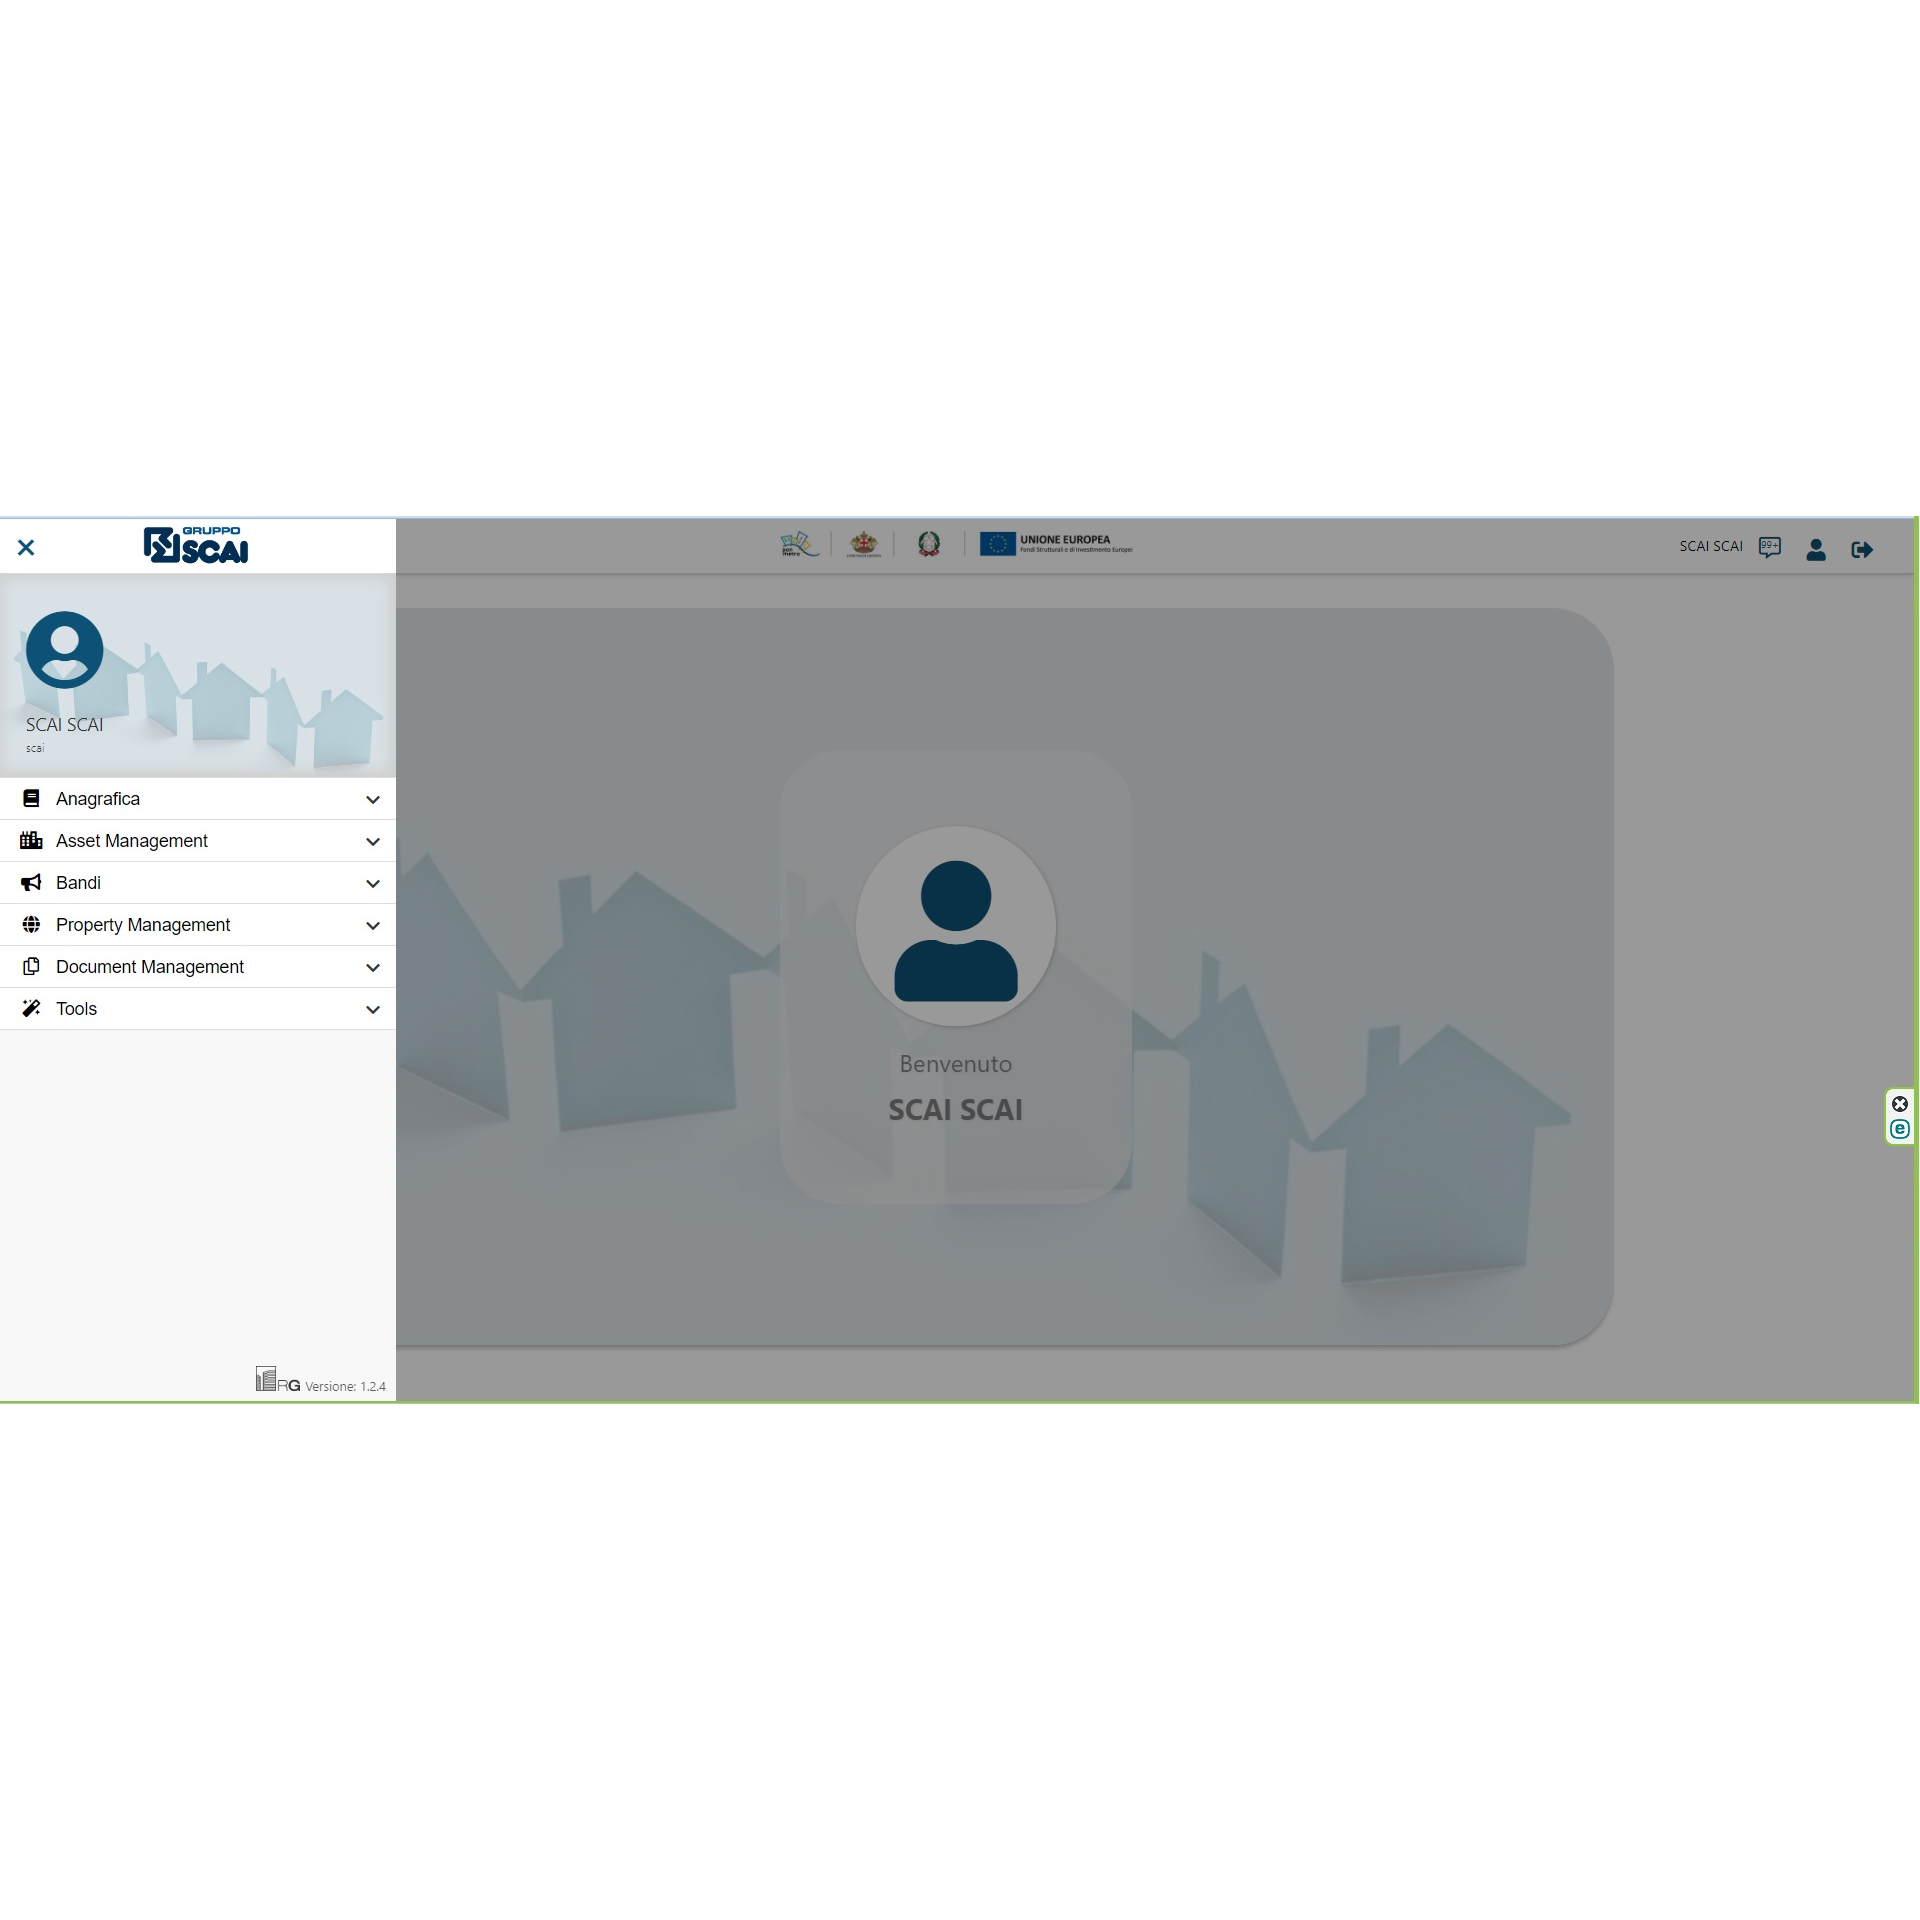 GRUPPO
SCAI
UNIONE EUROPEA
Fondi Strutturali e di Investimento Europei
SCAI SCAI
99+
SCAI SCAI
scai
Anagrafica
Asset Management
Bandi
Property Management
Document Management
Tools
Benvenuto
SCAI SCAI
RG Versione: 1.2.4